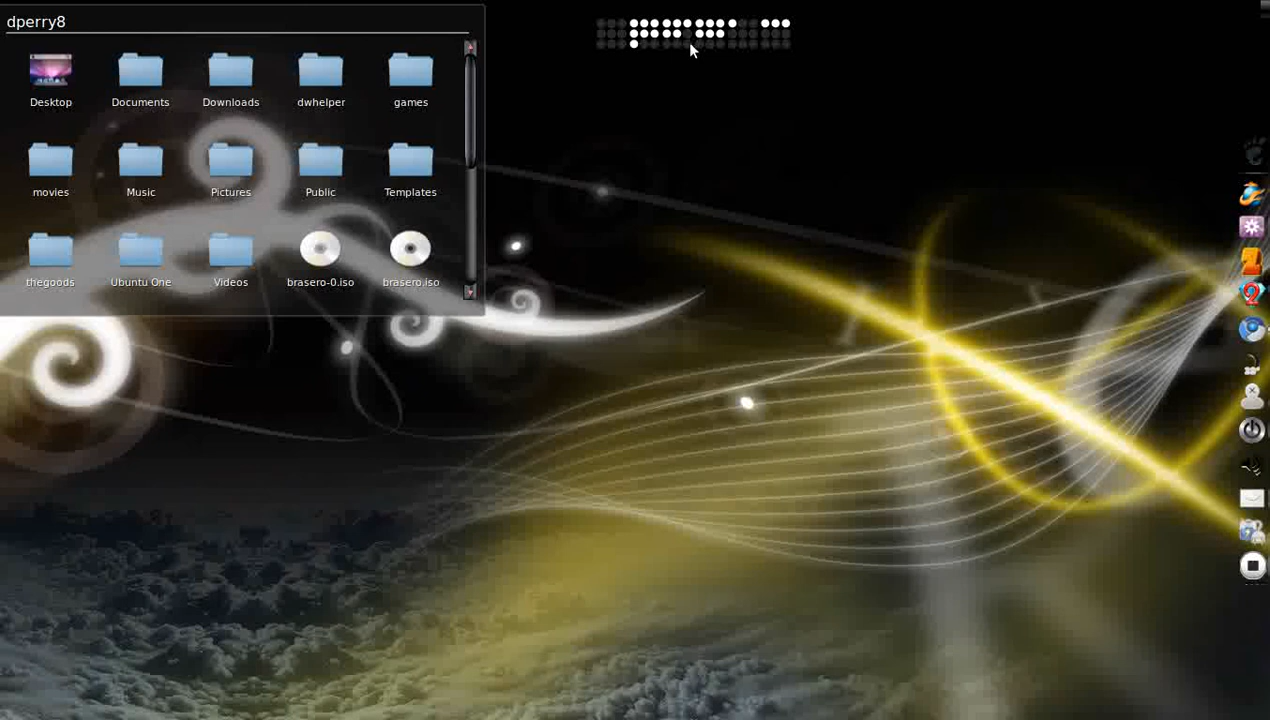 dperry8
Desktop Documents Downloads dwhelper games
movies Music Pictures Public Templates
thegoods Ubuntu One Videos brasero-0.iso brasero.iso